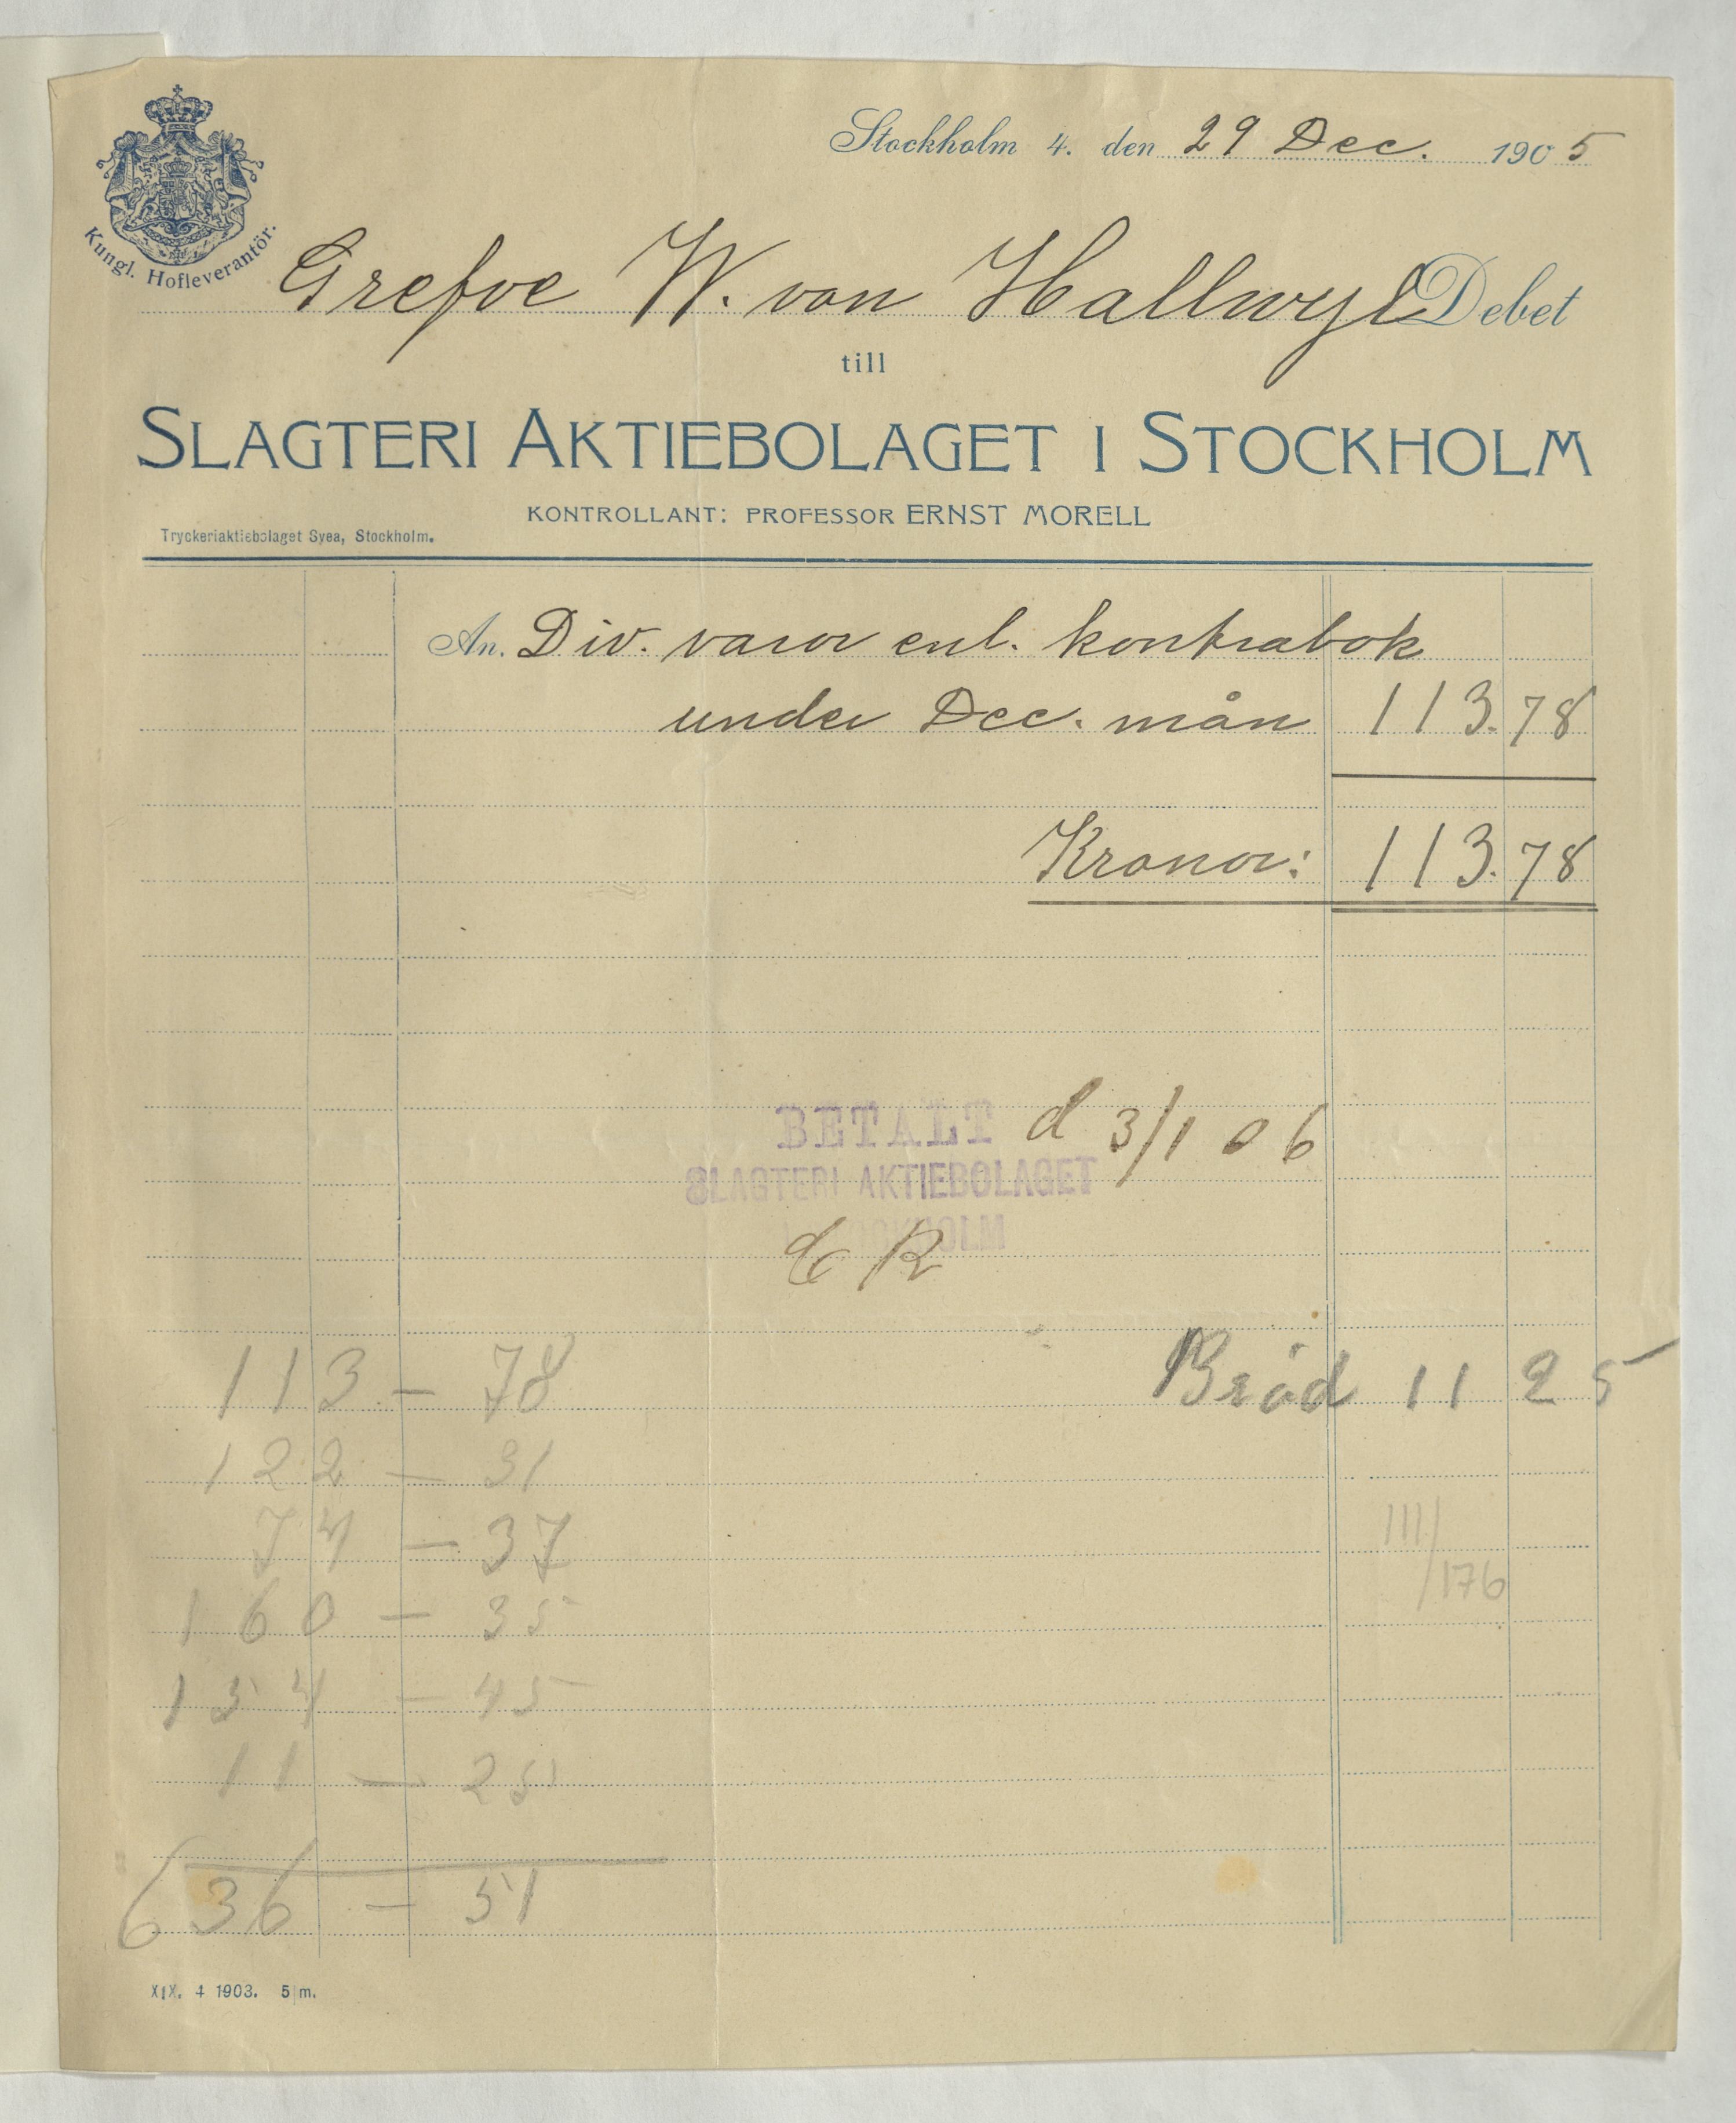 Kungl. Hofleverantör.
Stockholm 4. den 29 Dec. 1905
Grefve W. von Hallwyl Debet
till
SLAGTERI AKTIEBOLAGET I STOCKHOLM
KONTROLLANT: PROFESSOR ERNST MORELL
Tryckeriaktiebolaget Svea, Stockholm.
An. Div. varor enl. kontrabok
under Dec. mån 113.78
Kronor: 113.78
BETALT d 3/1 06
SLAGTERI AKTIEBOLAGET
STOCKHOLM
C R
113 - 78
Bröd 11 25
122 - 31
74 - 37
111/176
160 - 35
154 - 45
11 - 25
636 - 51
XIX. 4 1903. 5 m.